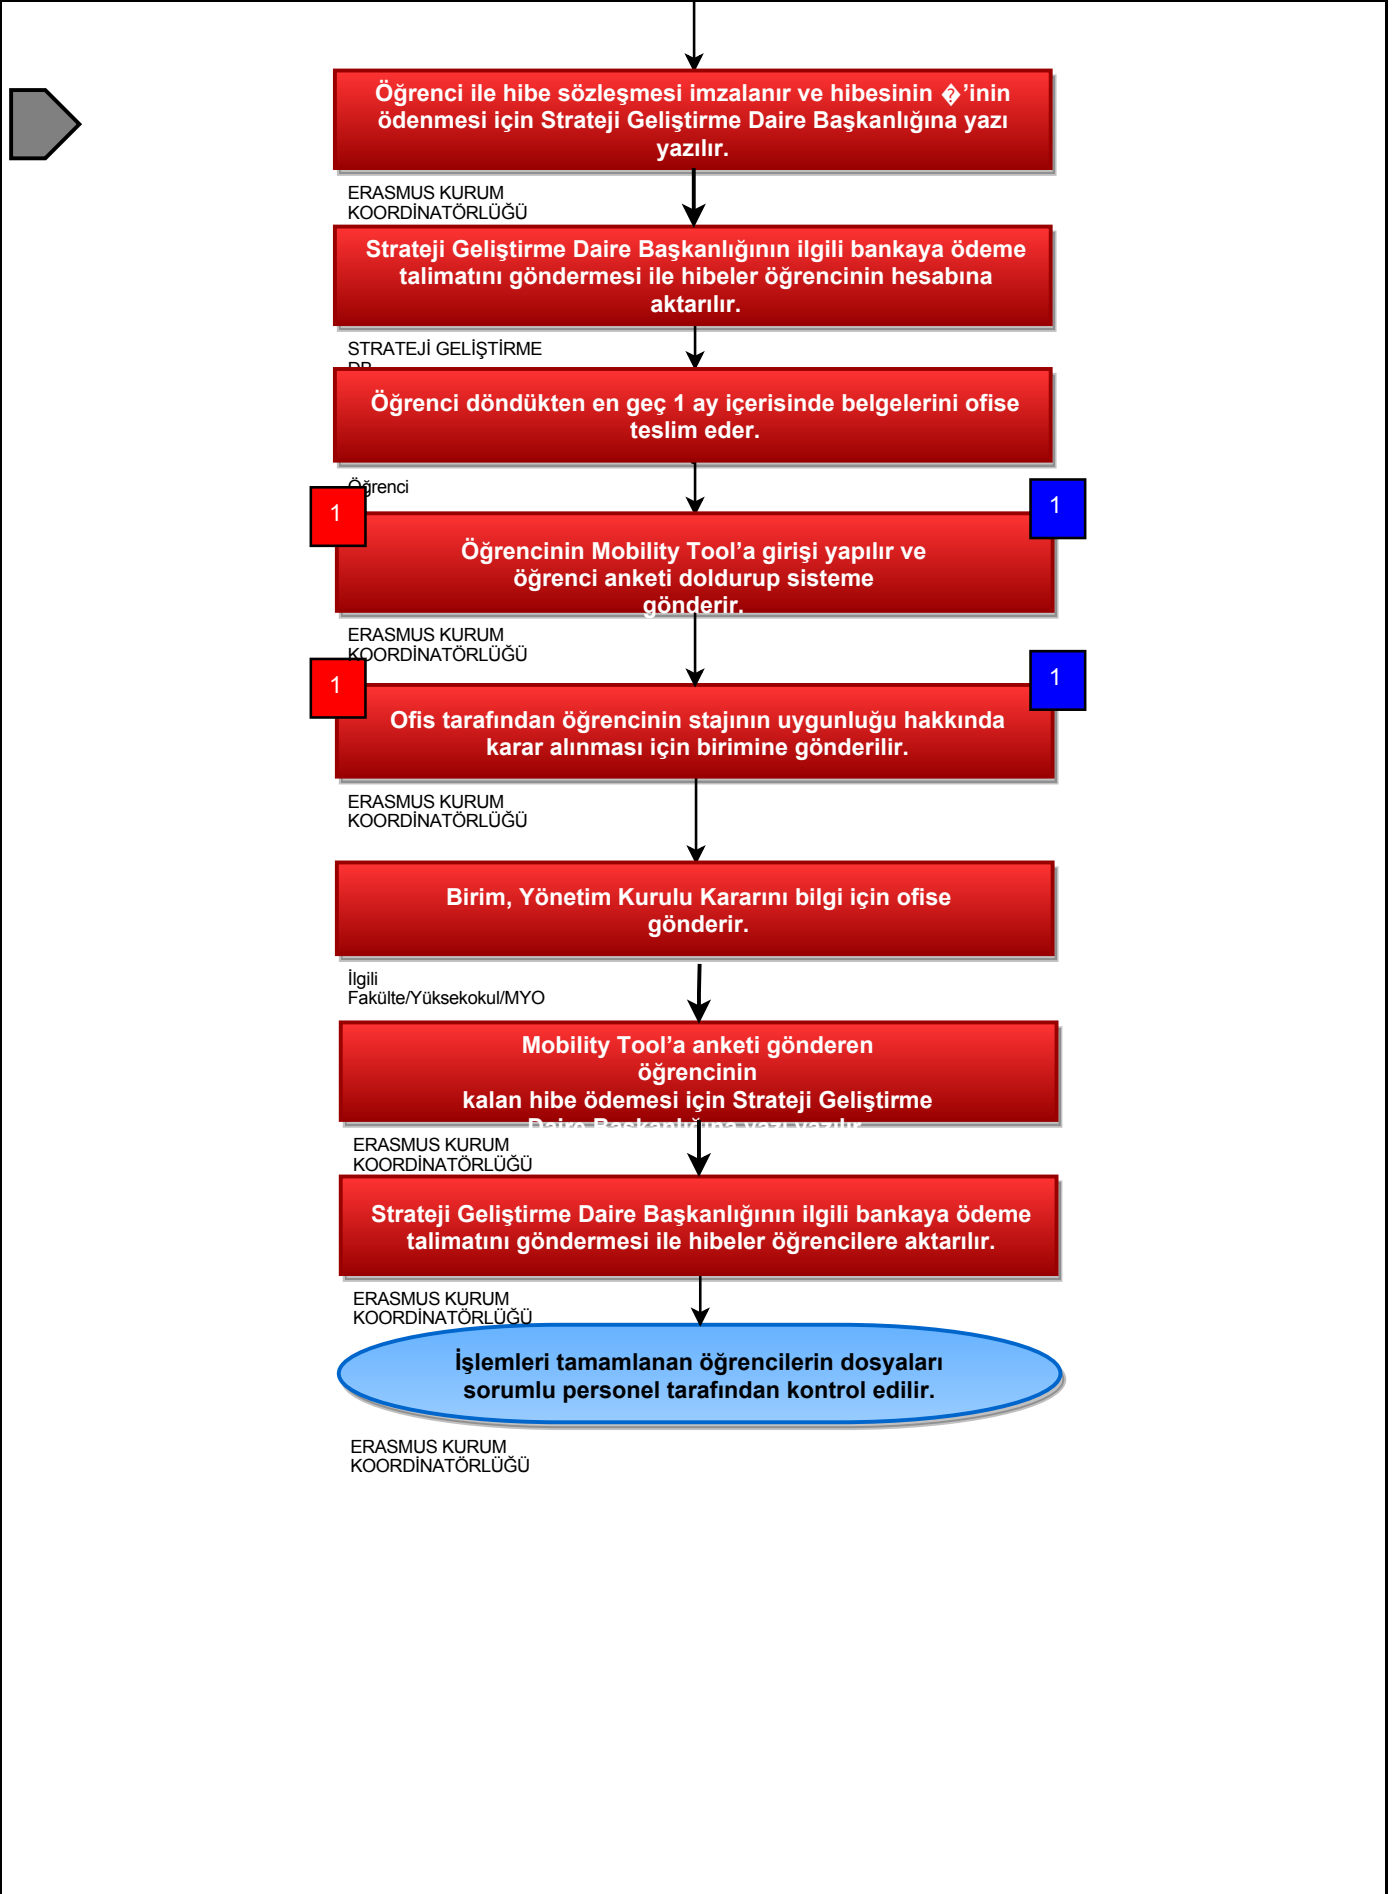 Öğrenci ile hibe sözleşmesi imzalanır ve hibesinin �’inin
ödenmesi için Strateji Geliştirme Daire Başkanlığına yazı
yazılır.
ERASMUS KURUM
KOORDİNATÖRLÜĞÜ
Strateji Geliştirme Daire Başkanlığının ilgili bankaya ödeme
talimatını göndermesi ile hibeler öğrencinin hesabına
aktarılır.
STRATEJİ GELİŞTİRME
DB
Öğrenci döndükten en geç 1 ay içerisinde belgelerini ofise
teslim eder.
Öğrenci
1
1
Öğrencinin Mobility Tool’a girişi yapılır ve
öğrenci anketi doldurup sisteme
gönderir.
ERASMUS KURUM
KOORDİNATÖRLÜĞÜ
1
1
Ofis tarafından öğrencinin stajının uygunluğu hakkında
karar alınması için birimine gönderilir.
ERASMUS KURUM
KOORDİNATÖRLÜĞÜ
Birim, Yönetim Kurulu Kararını bilgi için ofise
gönderir.
İlgili
Fakülte/Yüksekokul/MYO
Mobility Tool’a anketi gönderen
öğrencinin
kalan hibe ödemesi için Strateji Geliştirme
Daire Başkanlığına yazı yazılır.
ERASMUS KURUM
KOORDİNATÖRLÜĞÜ
Strateji Geliştirme Daire Başkanlığının ilgili bankaya ödeme
talimatını göndermesi ile hibeler öğrencilere aktarılır.
ERASMUS KURUM
KOORDİNATÖRLÜĞÜ
İşlemleri tamamlanan öğrencilerin dosyaları
sorumlu personel tarafından kontrol edilir.
ERASMUS KURUM
KOORDİNATÖRLÜĞÜ